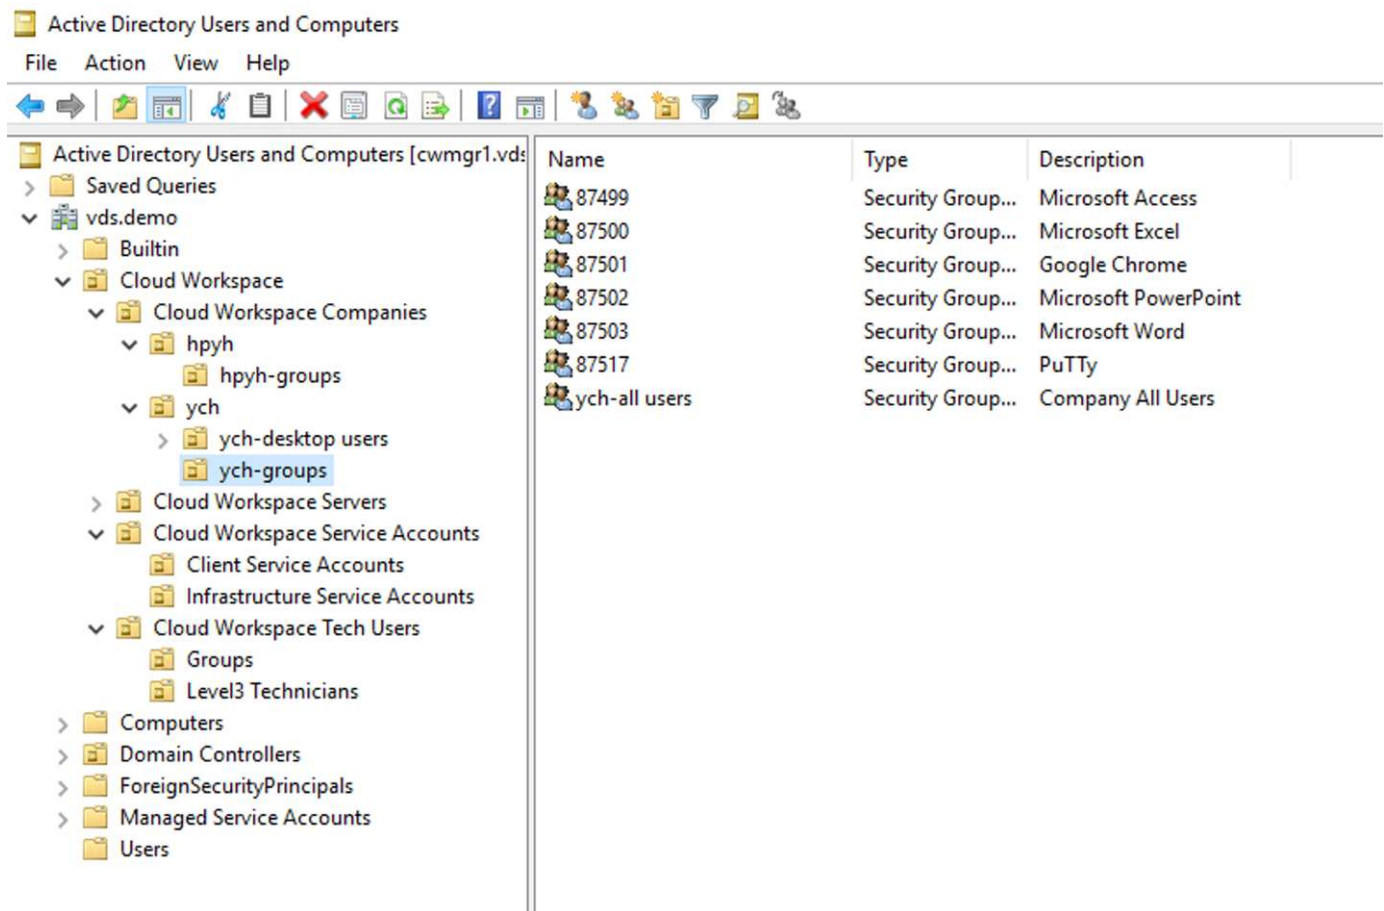 Active Directory Users and Computers
File Action View Help
Active Directory Users and Computers [cwmgr1.vds
Saved Queries
vds.demo
Builtin
Cloud Workspace
Cloud Workspace Companies
hpyh
hpyh-groups
ych
ych-desktop users
ych-groups
Cloud Workspace Servers
Cloud Workspace Service Accounts
Client Service Accounts
Infrastructure Service Accounts
Cloud Workspace Tech Users
Groups
Level3 Technicians
Computers
Domain Controllers
ForeignSecurityPrincipals
Managed Service Accounts
Users
Name Type Description
87499 Security Group... Microsoft Access
87500 Security Group... Microsoft Excel
87501 Security Group... Google Chrome
87502 Security Group... Microsoft PowerPoint
87503 Security Group... Microsoft Word
87517 Security Group... PuTTy
ych-all users Security Group... Company All Users